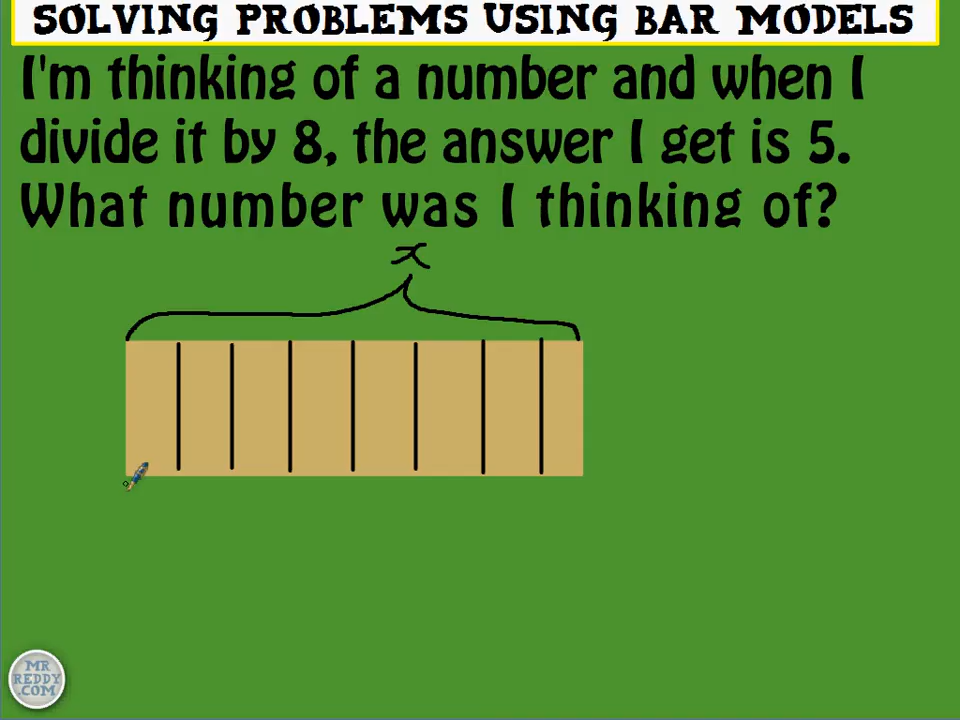 SOLVING PROBLEMS USING BAR MODELS
I'm thinking of a number and when I
divide it by 8, the answer I get is 5.
What number was I thinking of?
x
MR
REDDY
.COM